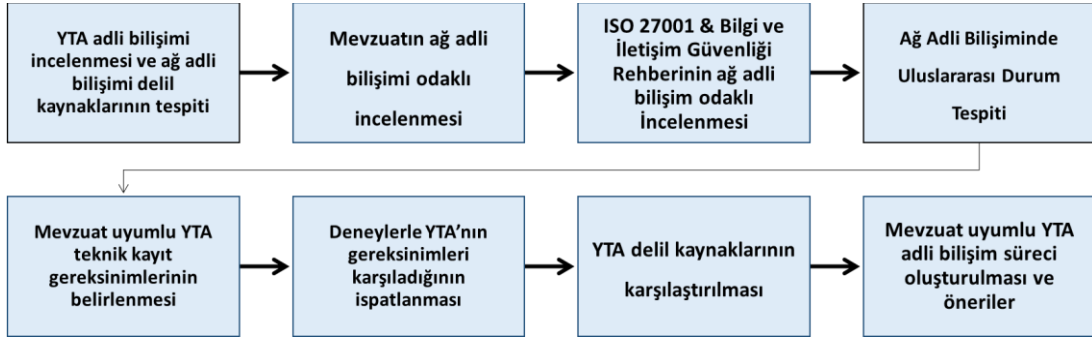 YTA adli bilişimi
incelenmesi ve ağ adli
bilişimi delil
kaynaklarının tespiti
Mevzuatın ağ adli
bilişimi odaklı
incelenmesi
ISO 27001 & Bilgi ve
İletişim Güvenliği
Rehberinin ağ adli
bilişim odaklı
İncelenmesi
Ağ Adli Bilişiminde
Uluslararası Durum
Tespiti
Mevzuat uyumlu YTA
teknik kayıt
gereksinimlerinin
belirlenmesi
Deneylerle YTA’nın
gereksinimleri
karşıladığının
ispatlanması
YTA delil kaynaklarının
karşılaştırılması
Mevzuat uyumlu YTA
adli bilişim süreci
oluşturulması ve
öneriler